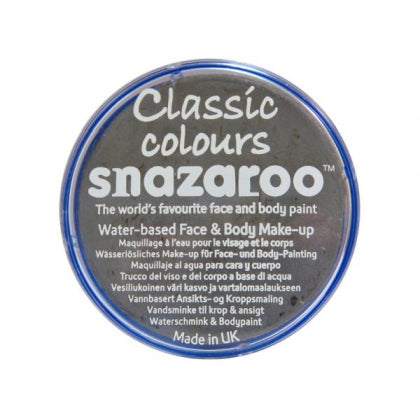 Classic
colours
snazaroo™
The world's favourite face and body paint
Water-based Face & Body Make-up
Maquillage à l'eau pour le visage et le corps
Wasserlösliches Make-up für Face- und Body-Painting
Maquillaje al agua para cara y cuerpo
Trucco del viso e del corpo a base di acqua
Vesiliukoinen väri kasvo ja vartalomaalaukseen
Vannbasert Ansikts- og Kroppsmaling
Vandsminke til krop & ansigt
Waterschmink & Bodypaint
Made in UK